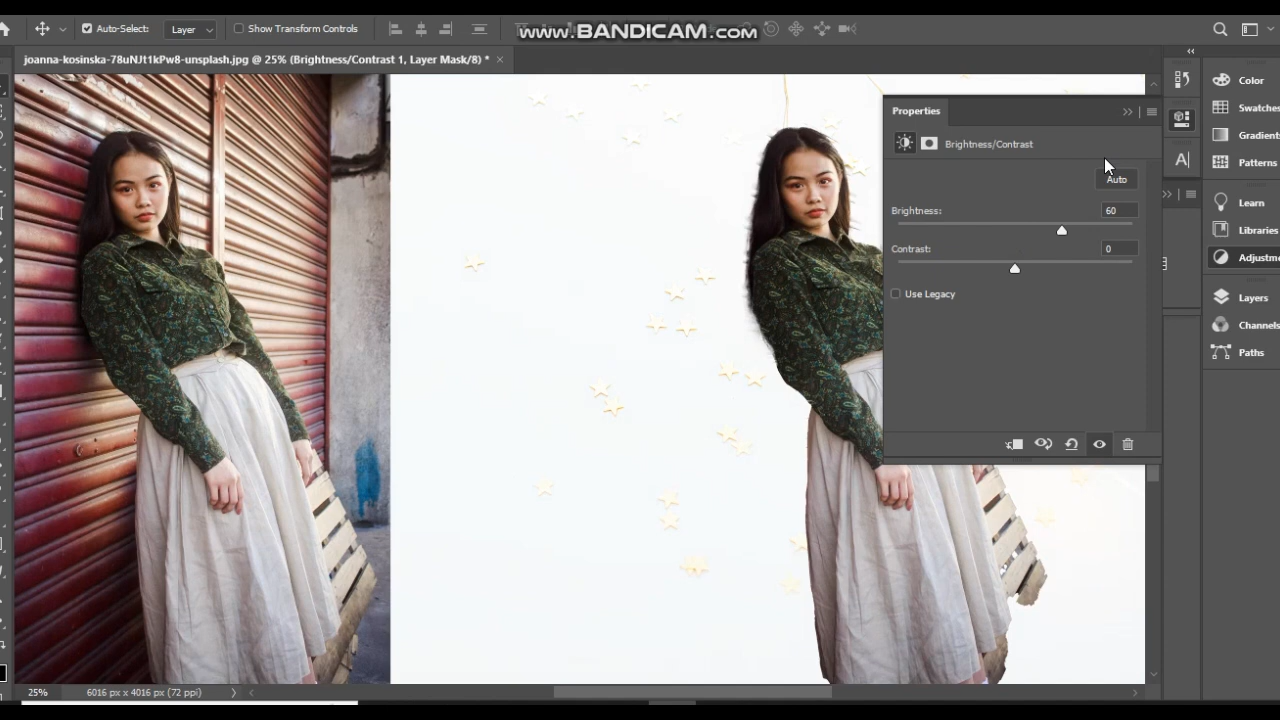 Auto-Select: Layer Show Transform Controls
www.BANDICAM.com
joanna-kosinska-78uNJt1kPw8-unsplash.jpg @ 25% (Brightness/Contrast 1, Layer Mask/8) * ×
Properties
Brightness/Contrast
Auto
Brightness: 60
Contrast: 0
Use Legacy
A|
Color
Swatches
Gradient
Patterns
Learn
Libraries
Adjustme
Layers
Channels
Paths
25% 6016 px x 4016 px (72 ppi)